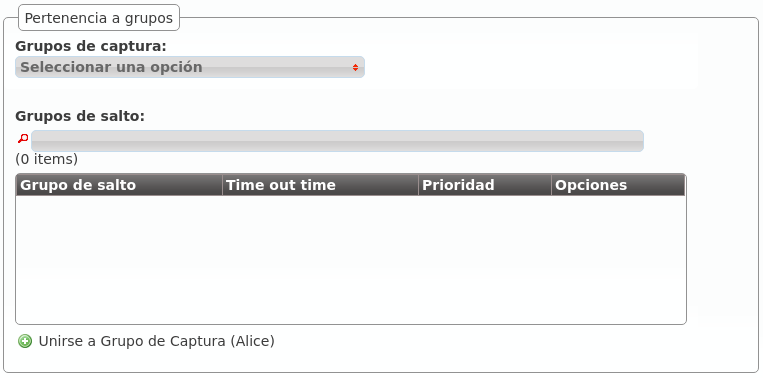 Pertenencia a grupos
Grupos de captura:
Seleccionar una opción
Grupos de salto:
(0 items)
Grupo de salto Time out time Prioridad Opciones
Unirse a Grupo de Captura (Alice)